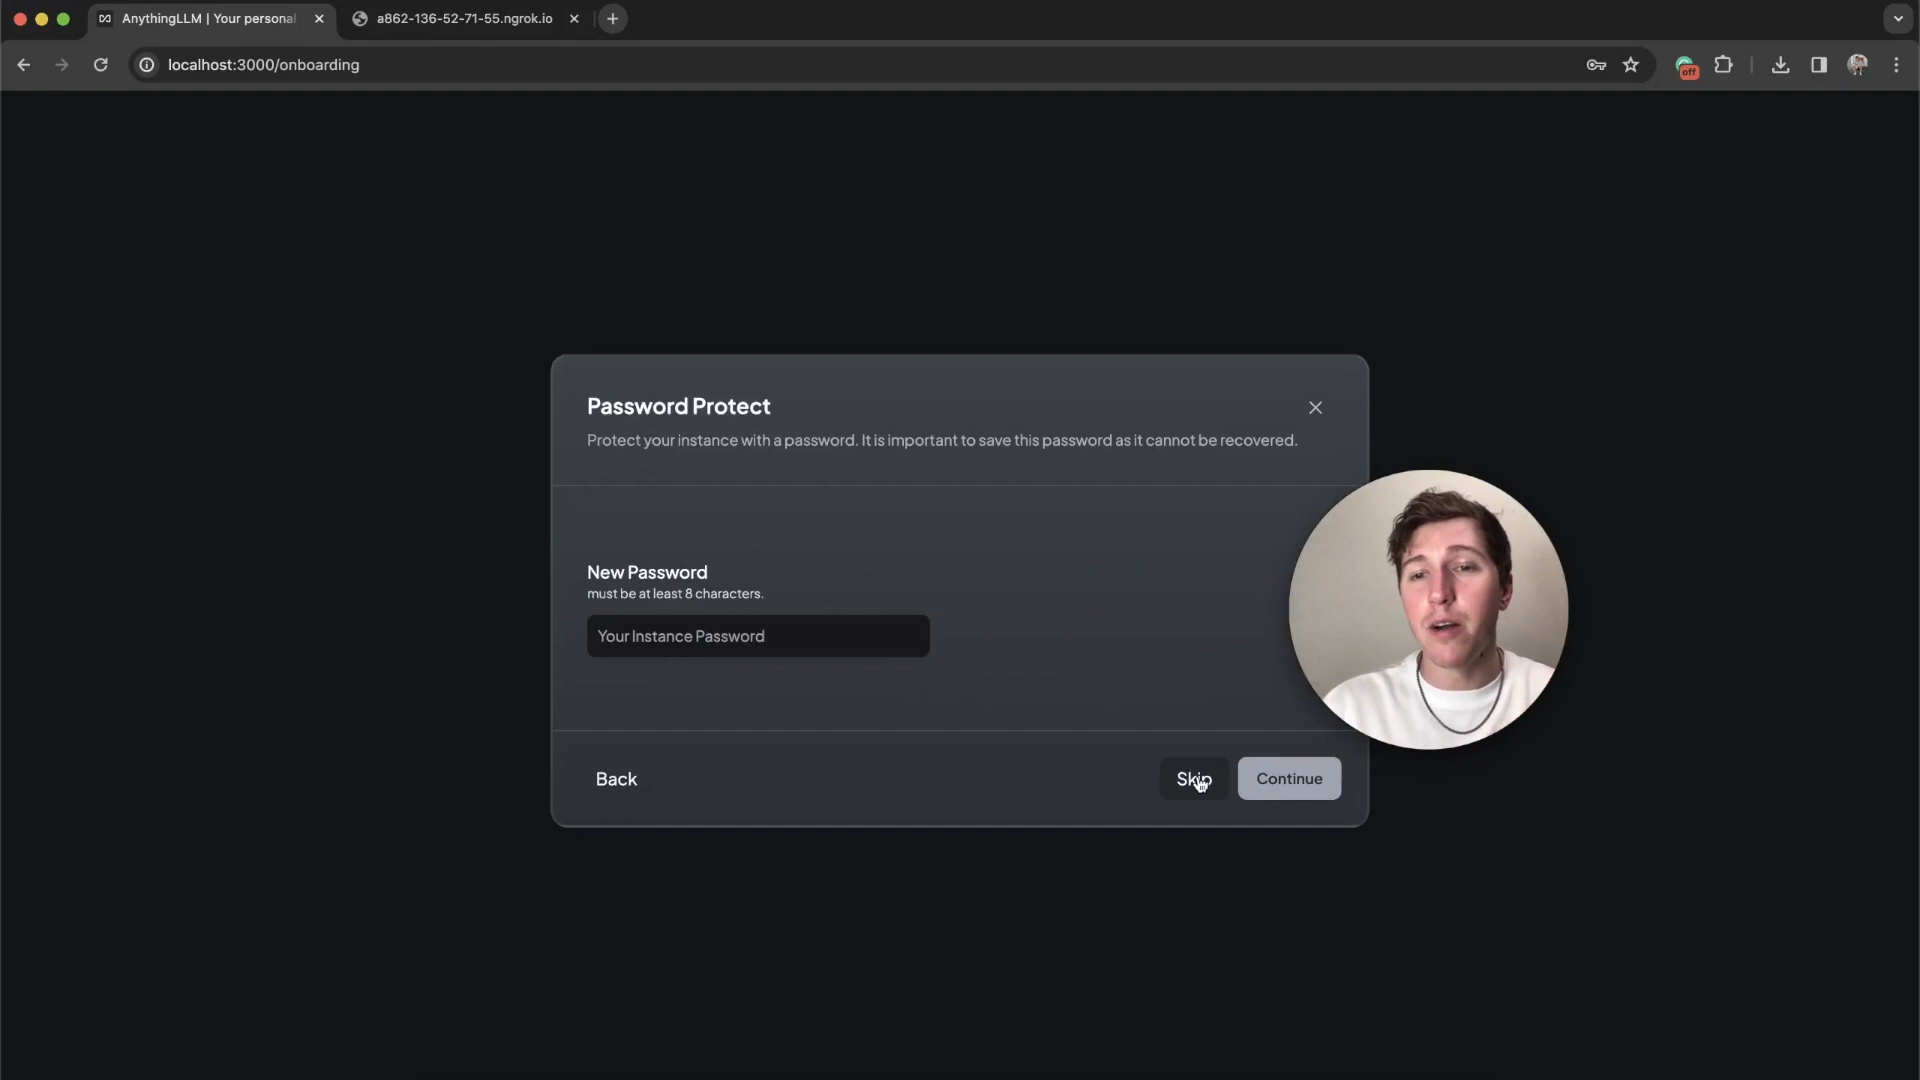 AnythingLLM | Your personal
a862-136-52-71-55.ngrok.io
localhost:3000/onboarding
off
Password Protect
Protect your instance with a password. It is important to save this password as it cannot be recovered.
New Password
must be at least 8 characters.
Your Instance Password
Back
Skip
Continue